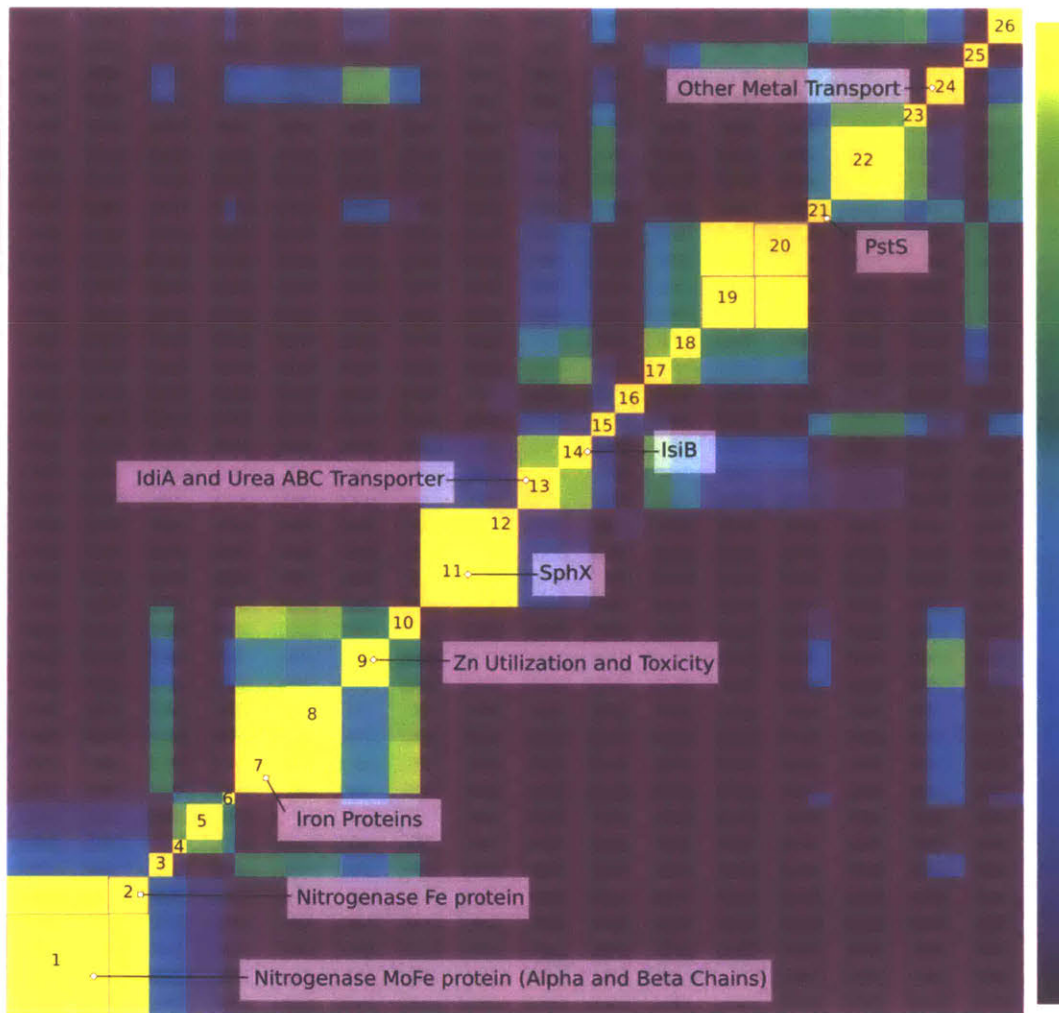 26
25
Other Metal Transport
24
23
22
21
PstS
20
19
18
17
16
15
14
IsiB
IdiA and Urea ABC Transporter
13
12
11
SphX
10
9
Zn Utilization and Toxicity
8
7
6
Iron Proteins
5
4
3
2
Nitrogenase Fe protein
1
Nitrogenase MoFe protein (Alpha and Beta Chains)